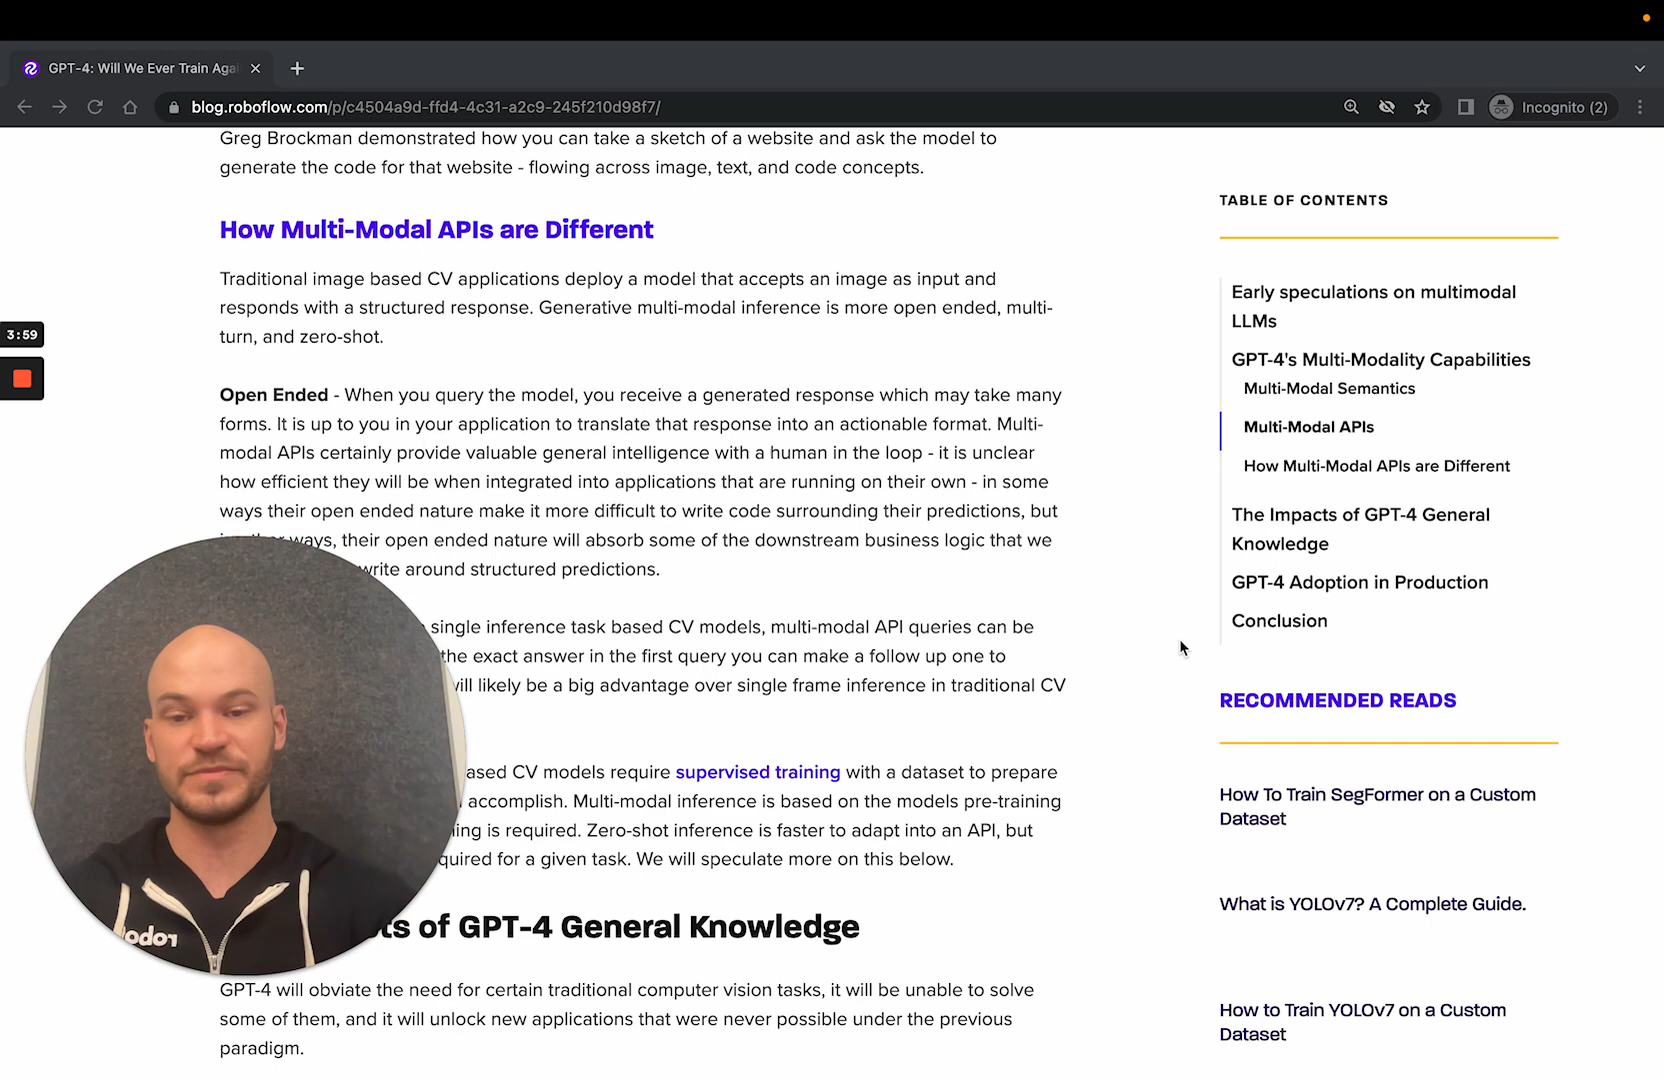 GPT-4: Will We Ever Train Aga
blog.roboflow.com/p/c4504a9d-ffd4-4c31-a2c9-245f210d98f7/
Incognito (2)
Greg Brockman demonstrated how you can take a sketch of a website and ask the model to
generate the code for that website - flowing across image, text, and code concepts.
How Multi-Modal APIs are Different
Traditional image based CV applications deploy a model that accepts an image as input and
responds with a structured response. Generative multi-modal inference is more open ended, multi-
turn, and zero-shot.
3:59
Open Ended - When you query the model, you receive a generated response which may take many
forms. It is up to you in your application to translate that response into an actionable format. Multi-
modal APIs certainly provide valuable general intelligence with a human in the loop - it is unclear
how efficient they will be when integrated into applications that are running on their own - in some
ways their open ended nature make it more difficult to write code surrounding their predictions, but
ways, their open ended nature will absorb some of the downstream business logic that we
write around structured predictions.
single inference task based CV models, multi-modal API queries can be
the exact answer in the first query you can make a follow up one to
will likely be a big advantage over single frame inference in traditional CV
ased CV models require supervised training with a dataset to prepare
accomplish. Multi-modal inference is based on the models pre-training
ing is required. Zero-shot inference is faster to adapt into an API, but
quired for a given task. We will speculate more on this below.
robo
ts of GPT-4 General Knowledge
GPT-4 will obviate the need for certain traditional computer vision tasks, it will be unable to solve
some of them, and it will unlock new applications that were never possible under the previous
paradigm.
TABLE OF CONTENTS
Early speculations on multimodal
LLMs
GPT-4's Multi-Modality Capabilities
Multi-Modal Semantics
Multi-Modal APIs
How Multi-Modal APIs are Different
The Impacts of GPT-4 General
Knowledge
GPT-4 Adoption in Production
Conclusion
RECOMMENDED READS
How To Train SegFormer on a Custom
Dataset
What is YOLOv7? A Complete Guide.
How to Train YOLOv7 on a Custom
Dataset